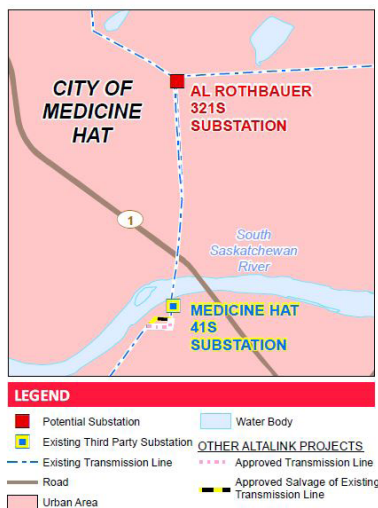 CITY OF
MEDICINE
HAT
AL ROTHBAUER
321S
SUBSTATION
1
South
Saskatchewan
River
MEDICINE HAT
41S
SUBSTATION
LEGEND
Potential Substation
Existing Third Party Substation
Existing Transmission Line
Road
Urban Area
Water Body
OTHER ALTALINK PROJECTS
Approved Transmission Line
Approved Salvage of Existing
Transmission Line